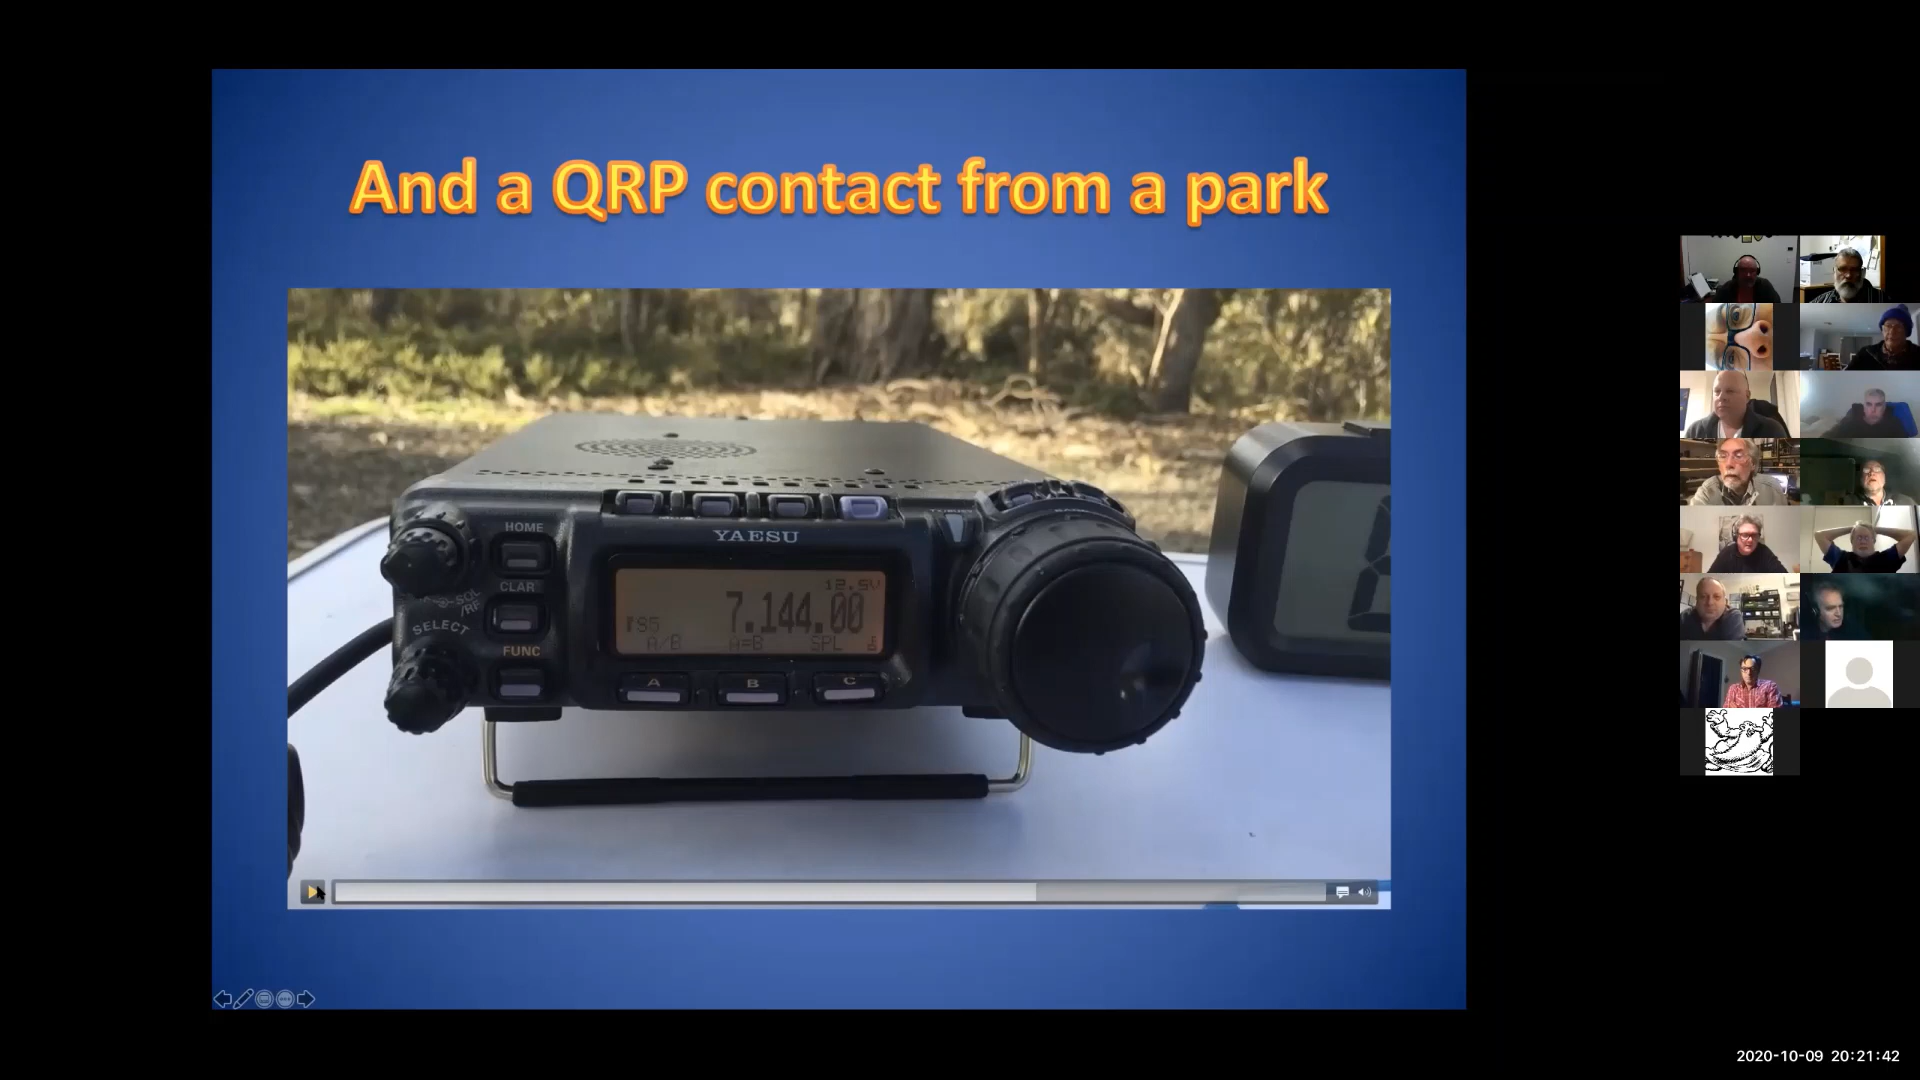 And a QRP contact from a park
HOME
YAESU
CLAR
12.5V
7.144.00
SELECT
S5
A/B A=B SPL
FUNC
A B C
2020-10-09 20:21:42